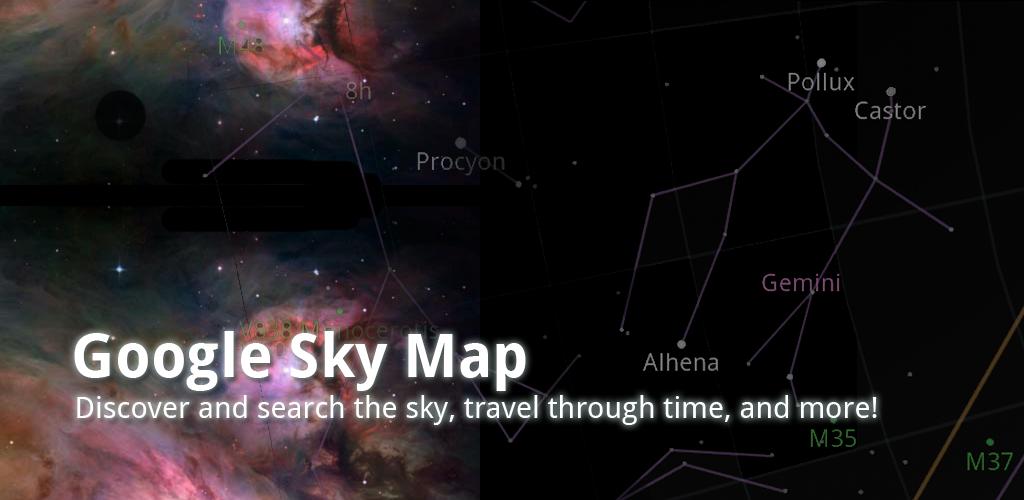 M48
8h
Pollux
Castor
Procyon
Gemini
V838 Monocerotis
Google Sky Map
Alhena
Discover and search the sky, travel through time, and more!
M35
M37